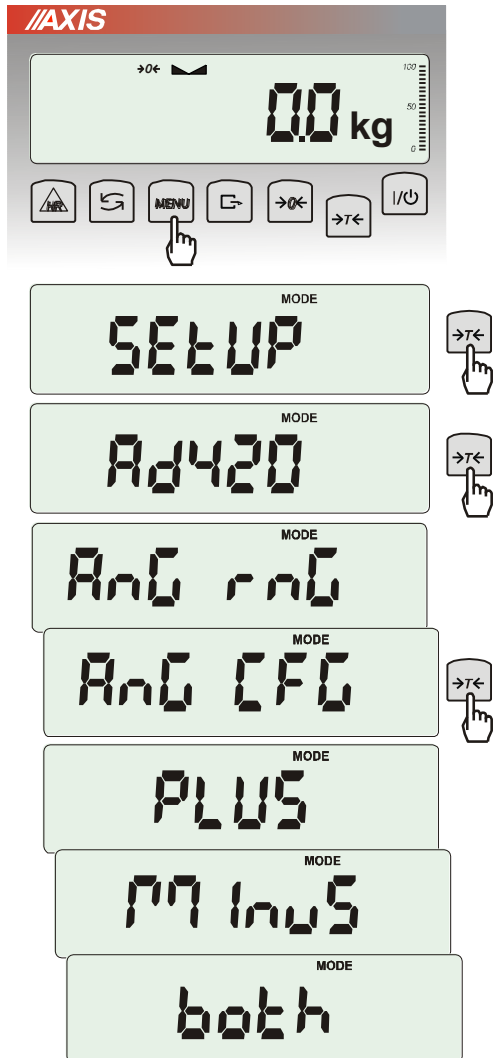 AXIS
→0←
100
0.0 kg
50
0
HR
MENU
→0←
→T←
I/⏻
MODE
SEtUP
→T←
MODE
Ad420
→T←
MODE
AnG rnG
MODE
AnG CFG
→T←
MODE
PLUS
MODE
MInuS
MODE
both